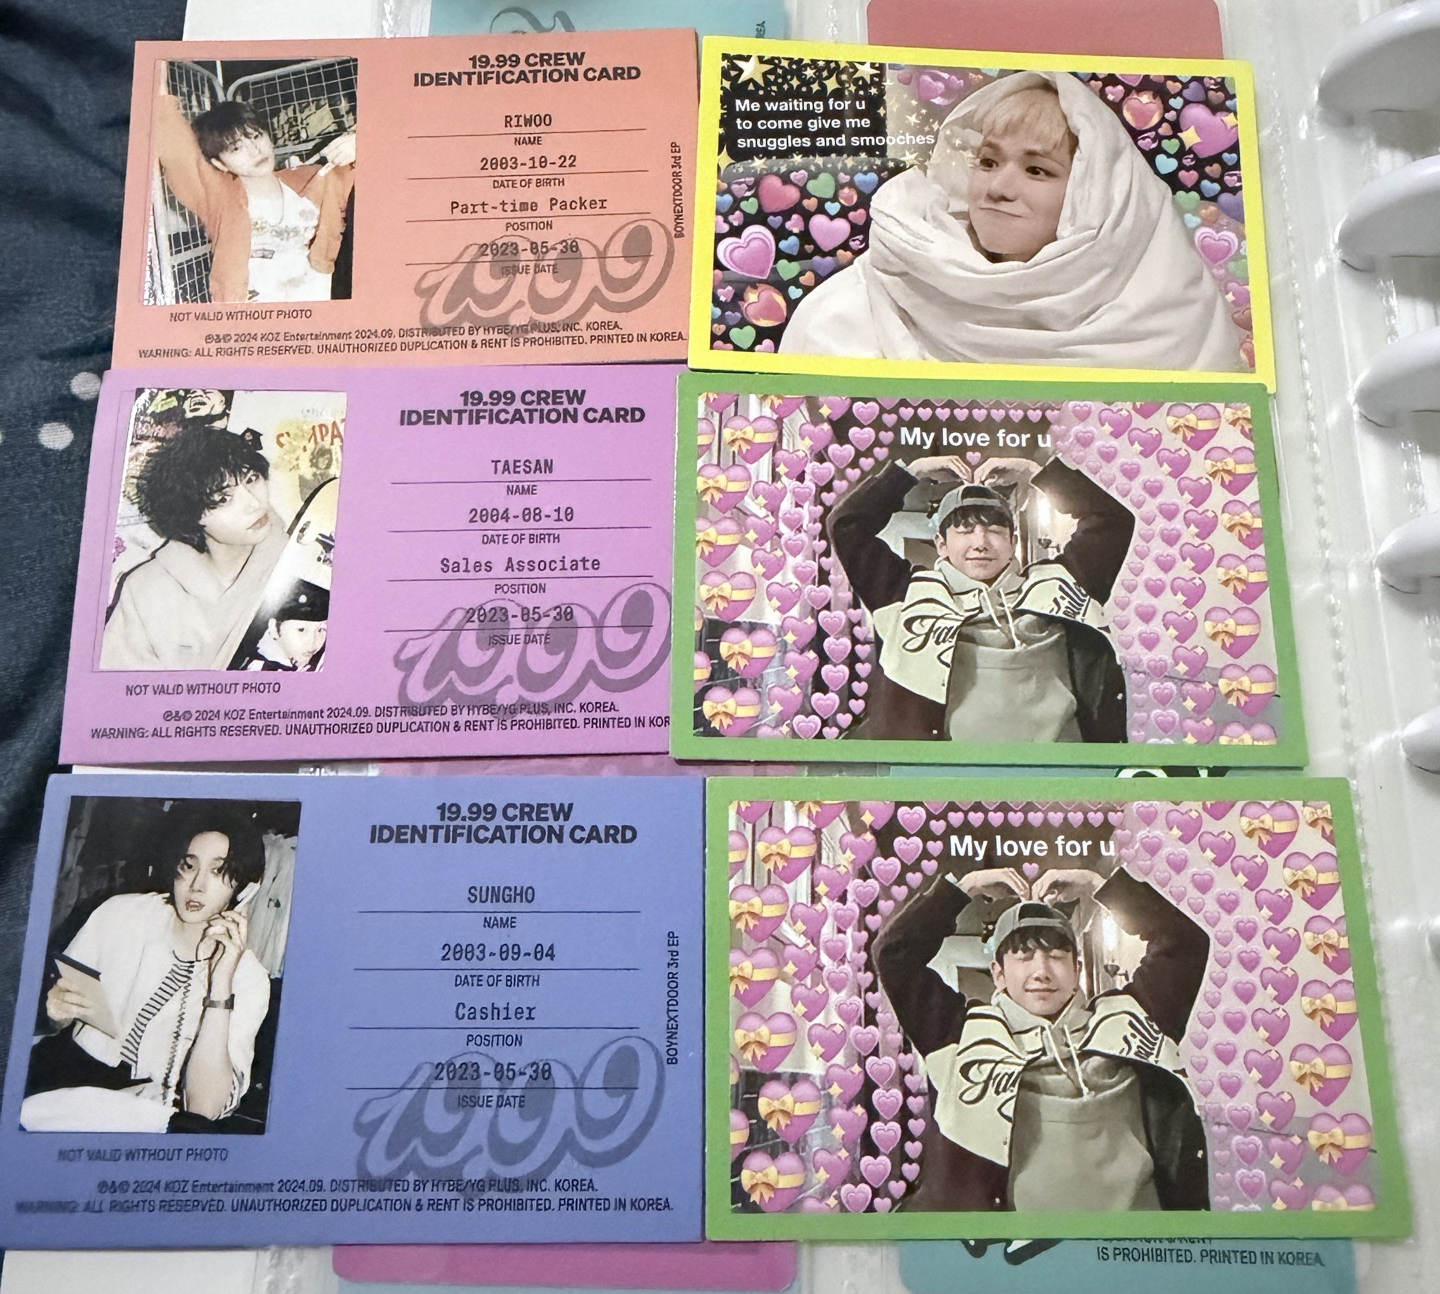 19.99 CREW
IDENTIFICATION CARD
RIWOO
NAME
2003-10-22
DATE OF BIRTH
Part-time Packer
POSITION
2023-05-30
ISSUE DATE
1999
BOYNEXTDOOR 3rd EP
NOT VALID WITHOUT PHOTO
℗&© 2024 KOZ Entertainment 2024.09. DISTRIBUTED BY HYBE/YG PLUS, INC. KOREA.
WARNING: ALL RIGHTS RESERVED. UNAUTHORIZED DUPLICATION & RENT IS PROHIBITED. PRINTED IN KOREA.
Me waiting for u
to come give me
snuggles and smooches
19.99 CREW
IDENTIFICATION CARD
TAESAN
NAME
2004-08-10
DATE OF BIRTH
Sales Associate
POSITION
2023-05-30
ISSUE DATE
1999
NOT VALID WITHOUT PHOTO
℗&© 2024 KOZ Entertainment 2024.09. DISTRIBUTED BY HYBE/YG PLUS, INC. KOREA.
WARNING: ALL RIGHTS RESERVED. UNAUTHORIZED DUPLICATION & RENT IS PROHIBITED. PRINTED IN KOR
My love for u
19.99 CREW
IDENTIFICATION CARD
SUNGHO
NAME
2003-09-04
DATE OF BIRTH
Cashier
POSITION
2023-05-30
ISSUE DATE
1999
BOYNEXTDOOR 3rd EP
NOT VALID WITHOUT PHOTO
℗&© 2024 KOZ Entertainment 2024.09. DISTRIBUTED BY HYBE/YG PLUS, INC. KOREA.
WARNING: ALL RIGHTS RESERVED. UNAUTHORIZED DUPLICATION & RENT IS PROHIBITED. PRINTED IN KOREA.
My love for u
IS PROHIBITED. PRINTED IN KOREA.